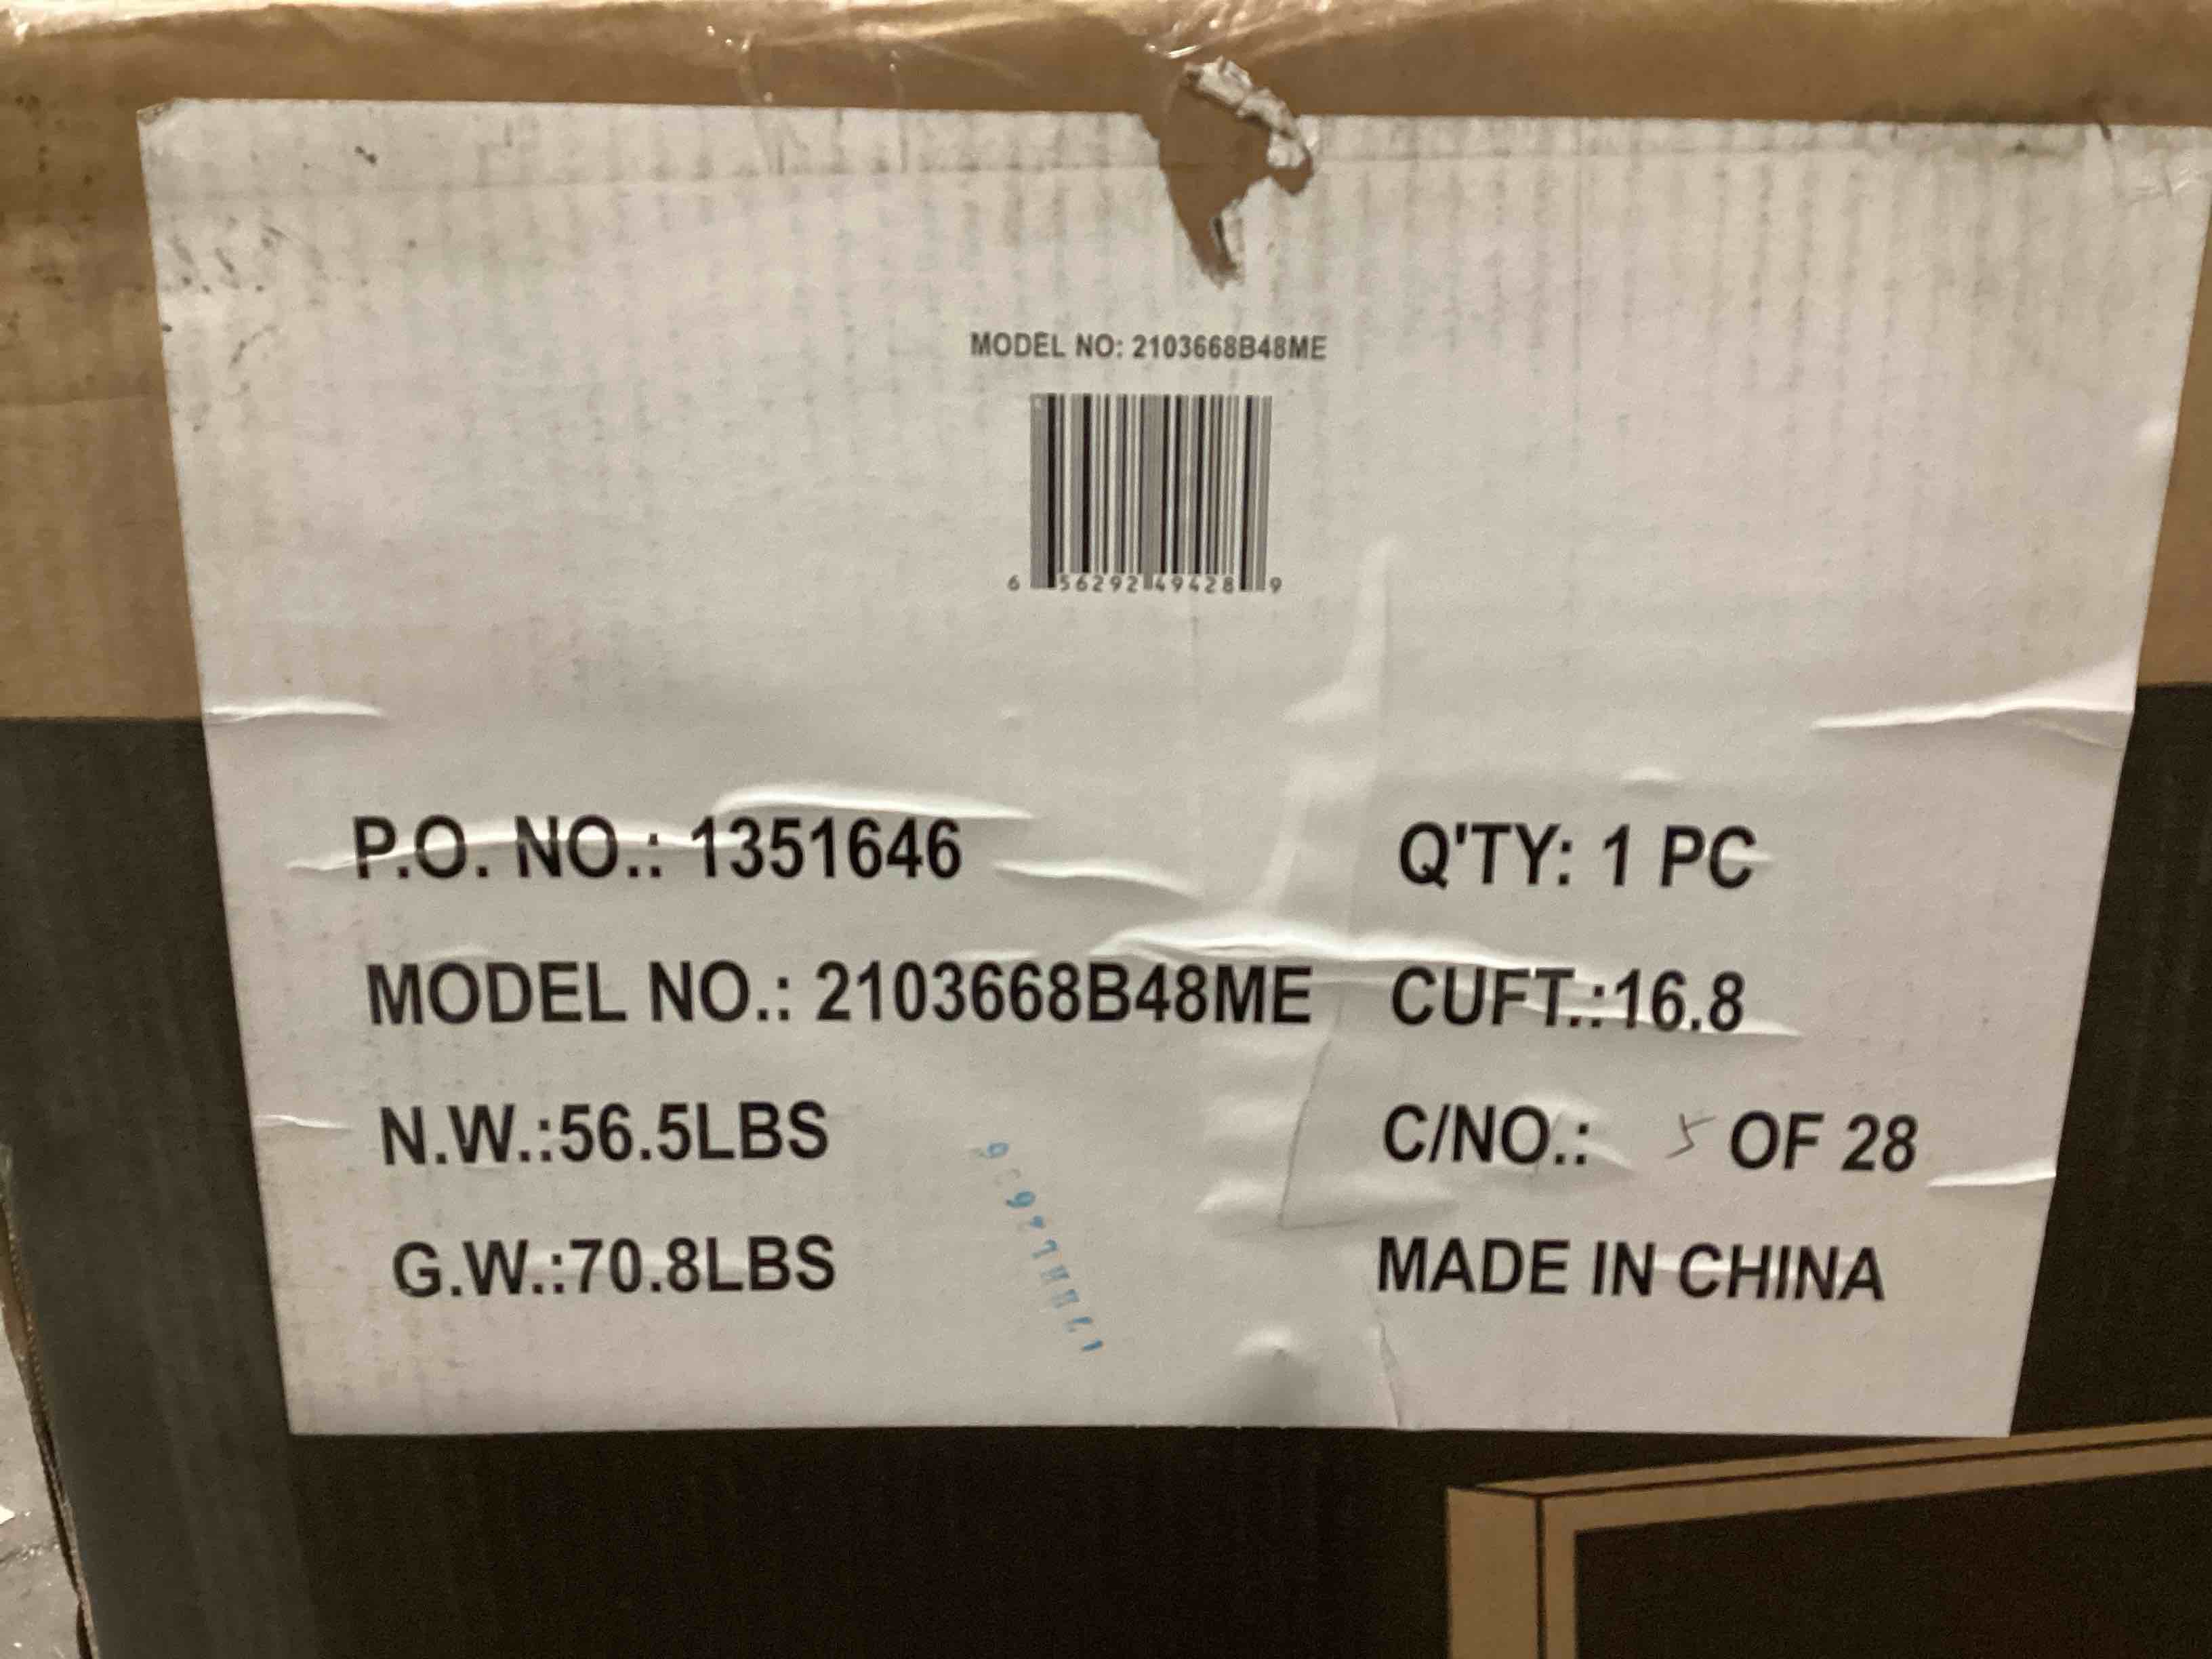 MODEL NO: 2103668B48ME
6 56292 49428 9
P.O. NO.: 1351646
Q'TY: 1 PC
MODEL NO.: 2103668B48ME
CUFT.:16.8
N.W.:56.5LBS
C/NO.: 5 OF 28
G.W.:70.8LBS
MADE IN CHINA